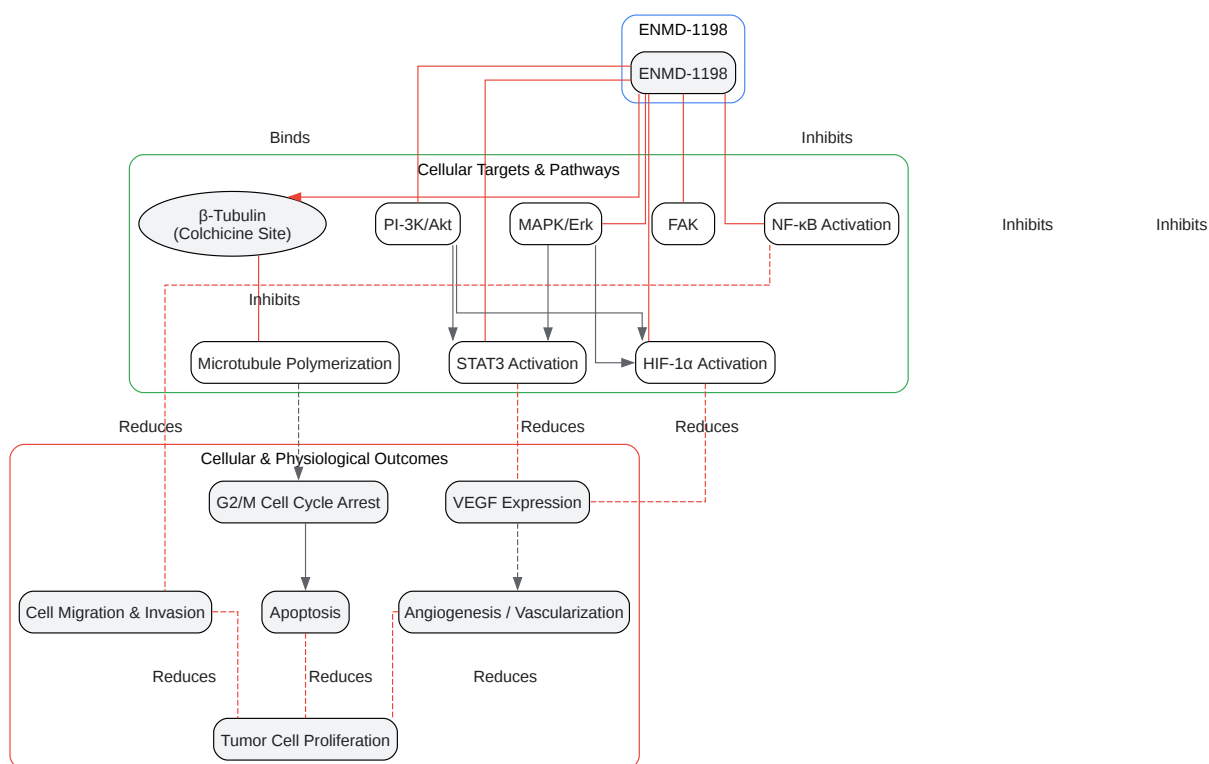 ENMD-1198
ENMD-1198
Binds
Inhibits
Cellular Targets & Pathways
β-Tubulin
(Colchicine Site)
PI-3K/Akt
MAPK/Erk
FAK
NF-κB Activation
Inhibits
Inhibits
Inhibits
Microtubule Polymerization
STAT3 Activation
HIF-1α Activation
Reduces
Reduces
Reduces
Cellular & Physiological Outcomes
G2/M Cell Cycle Arrest
VEGF Expression
Cell Migration & Invasion
Apoptosis
Angiogenesis / Vascularization
Reduces
Reduces
Reduces
Tumor Cell Proliferation